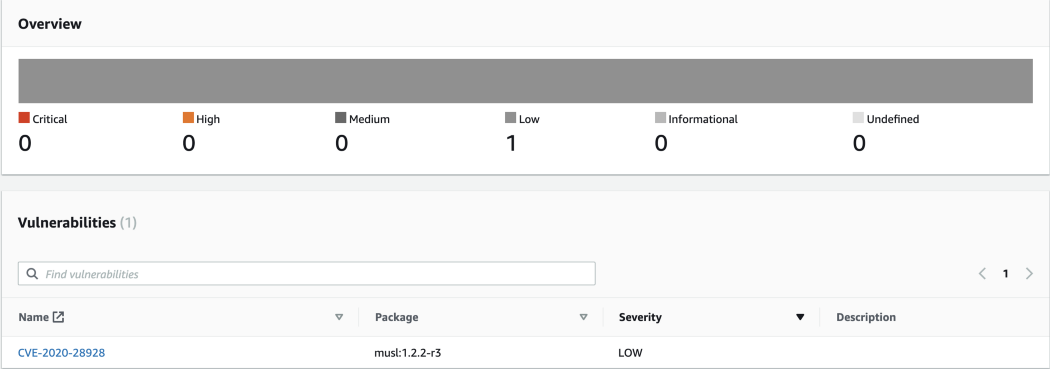 Overview
Critical High Medium Low Informational Undefined
0 0 0 1 0 0
Vulnerabilities (1)
Find vulnerabilities 1
Name Package Severity Description
CVE-2020-28928 musl:1.2.2-r3 LOW